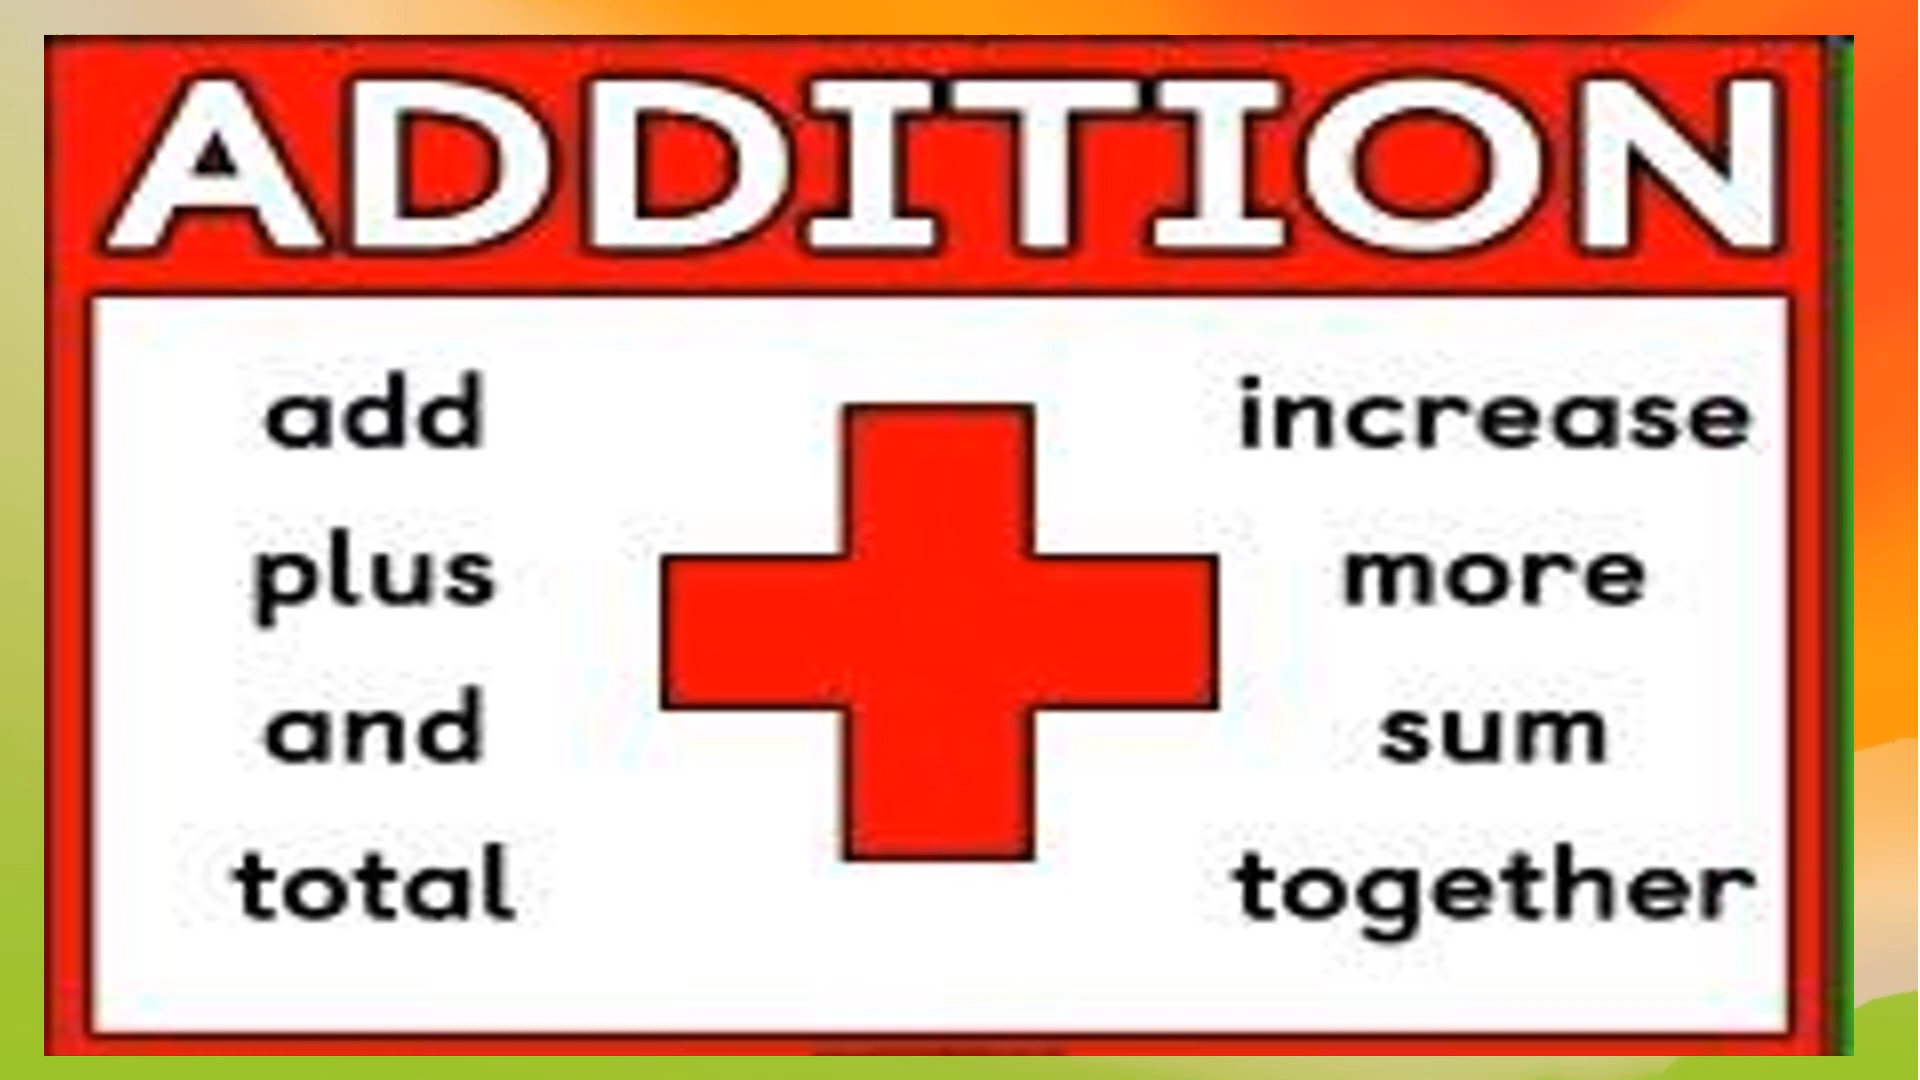 ADDITION
add
plus
and
total
increase
more
sum
together